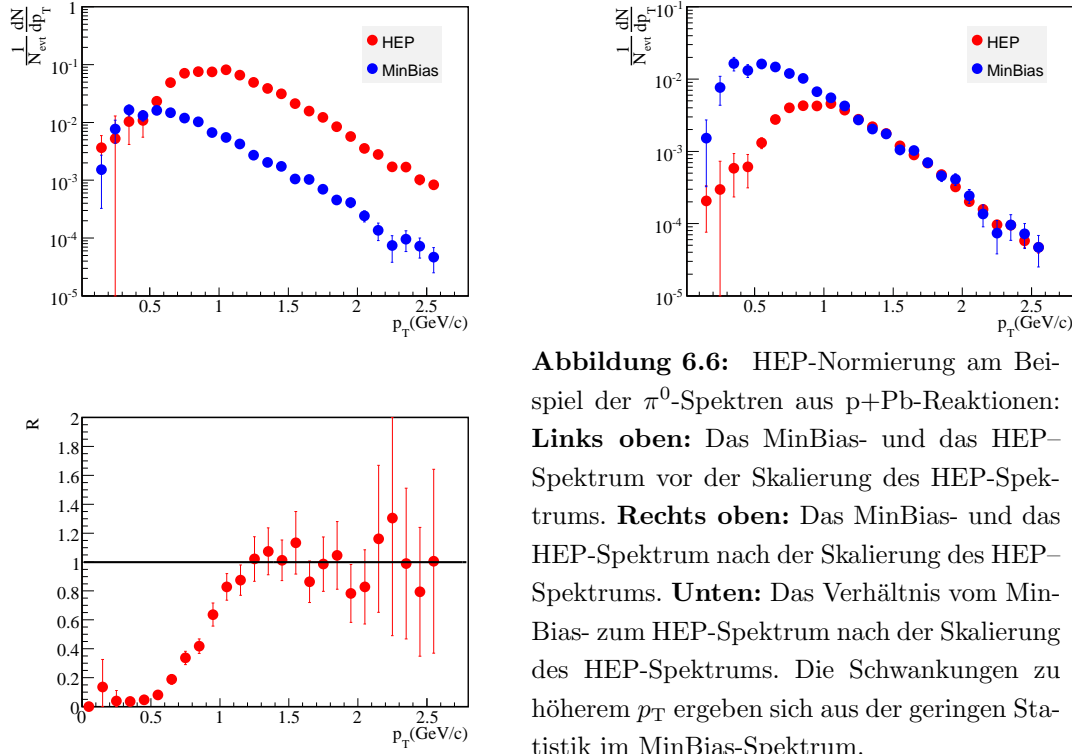 1 dN
N_evt dp_T
1
10^-1
10^-2
10^-3
10^-4
10^-5
HEP
MinBias
0.5 1 1.5 2 2.5
p_T(GeV/c)
1 dN
N_evt dp_T
10^-1
10^-2
10^-3
10^-4
10^-5
HEP
MinBias
0.5 1 1.5 2 2.5
p_T(GeV/c)
R
2
1.8
1.6
1.4
1.2
1
0.8
0.6
0.4
0.2
0
0 0.5 1 1.5 2 2.5
p_T(GeV/c)
Abbildung 6.6: HEP-Normierung am Bei-
spiel der π^0-Spektren aus p+Pb-Reaktionen:
Links oben: Das MinBias- und das HEP–
Spektrum vor der Skalierung des HEP-Spek-
trums. Rechts oben: Das MinBias- und das
HEP-Spektrum nach der Skalierung des HEP–
Spektrums. Unten: Das Verhältnis vom Min-
Bias- zum HEP-Spektrum nach der Skalierung
des HEP-Spektrums. Die Schwankungen zu
höherem p_T ergeben sich aus der geringen Sta-
tistik im MinBias-Spektrum.